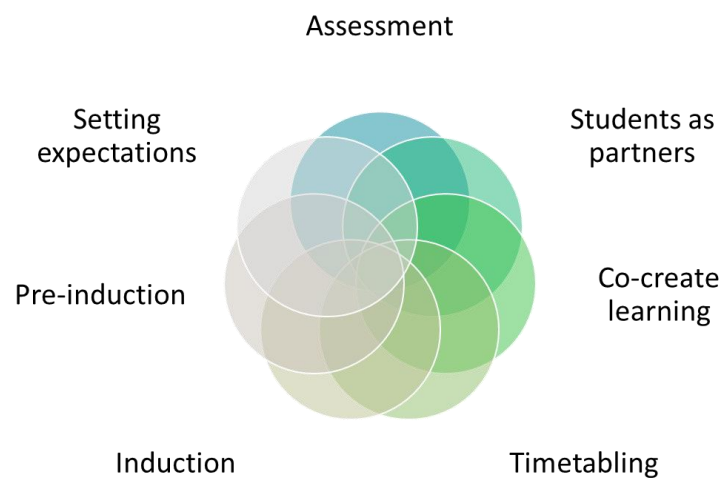 Assessment
Setting
expectations
Students as
partners
Pre-induction
Co-create
learning
Induction
Timetabling